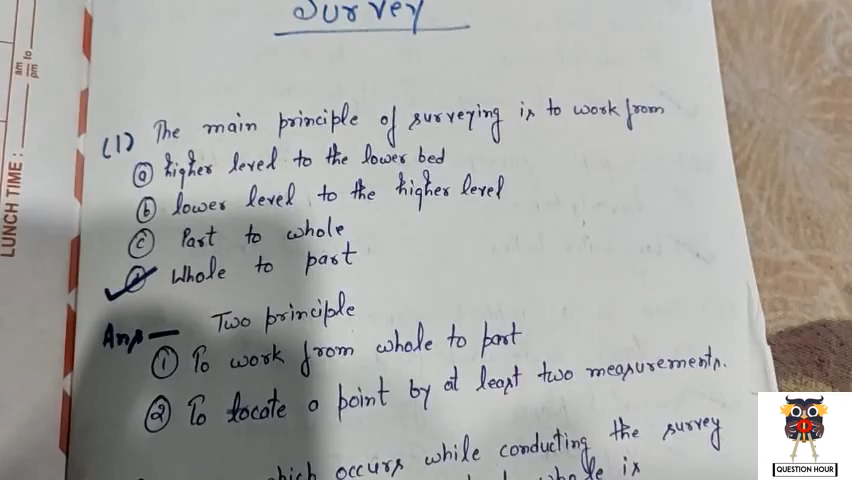 Survey
(1) The main principle of surveying is to work from
(a) higher level to the lower bed
(b) lower level to the higher level
(c) Part to whole
Whole to part
Ans— Two principle
(1) To work from whole to part
(2) To locate a point by at least two measurements.
which occurs while conducting the survey
whole is
LUNCH TIME :
am
pm
to
QUESTION HOUR